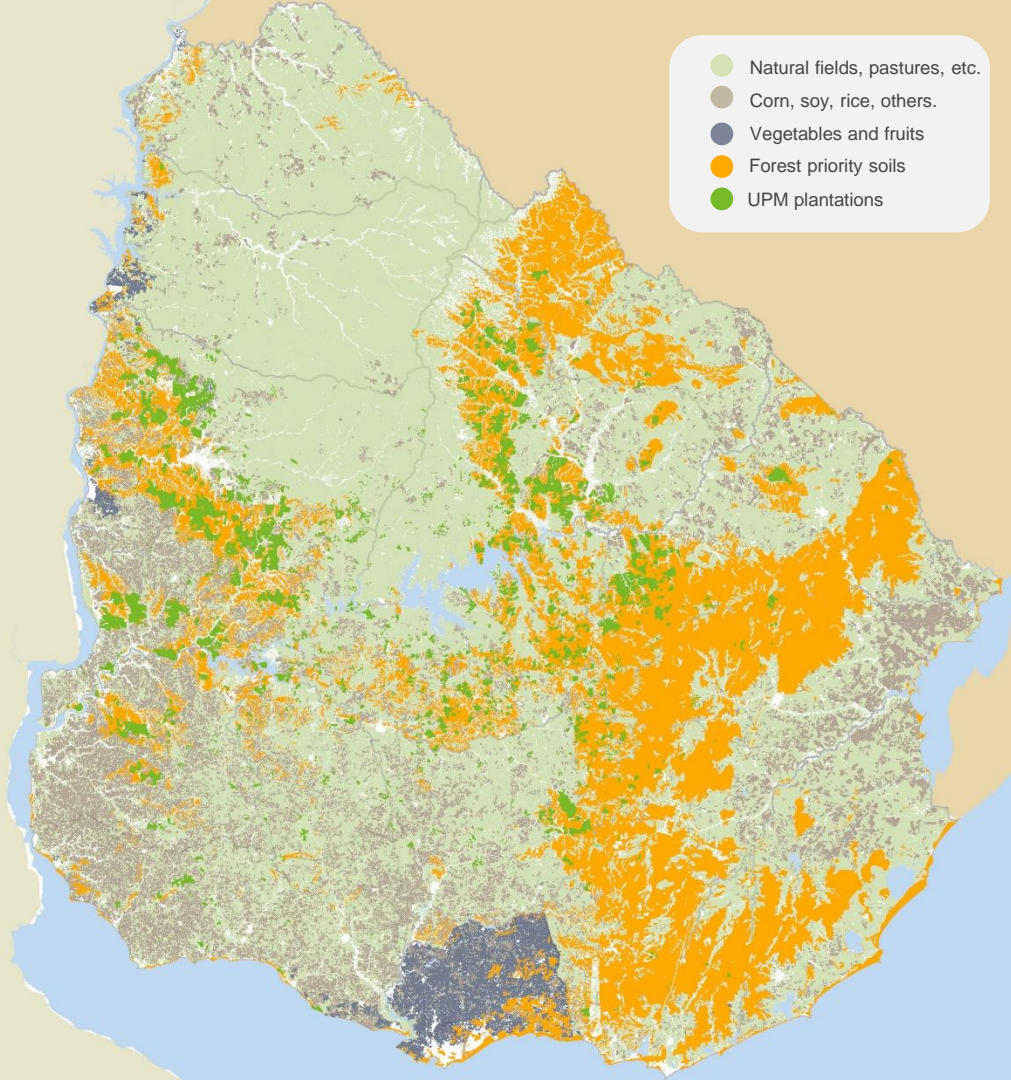 Natural fields, pastures, etc.
Corn, soy, rice, others.
Vegetables and fruits
Forest priority soils
UPM plantations